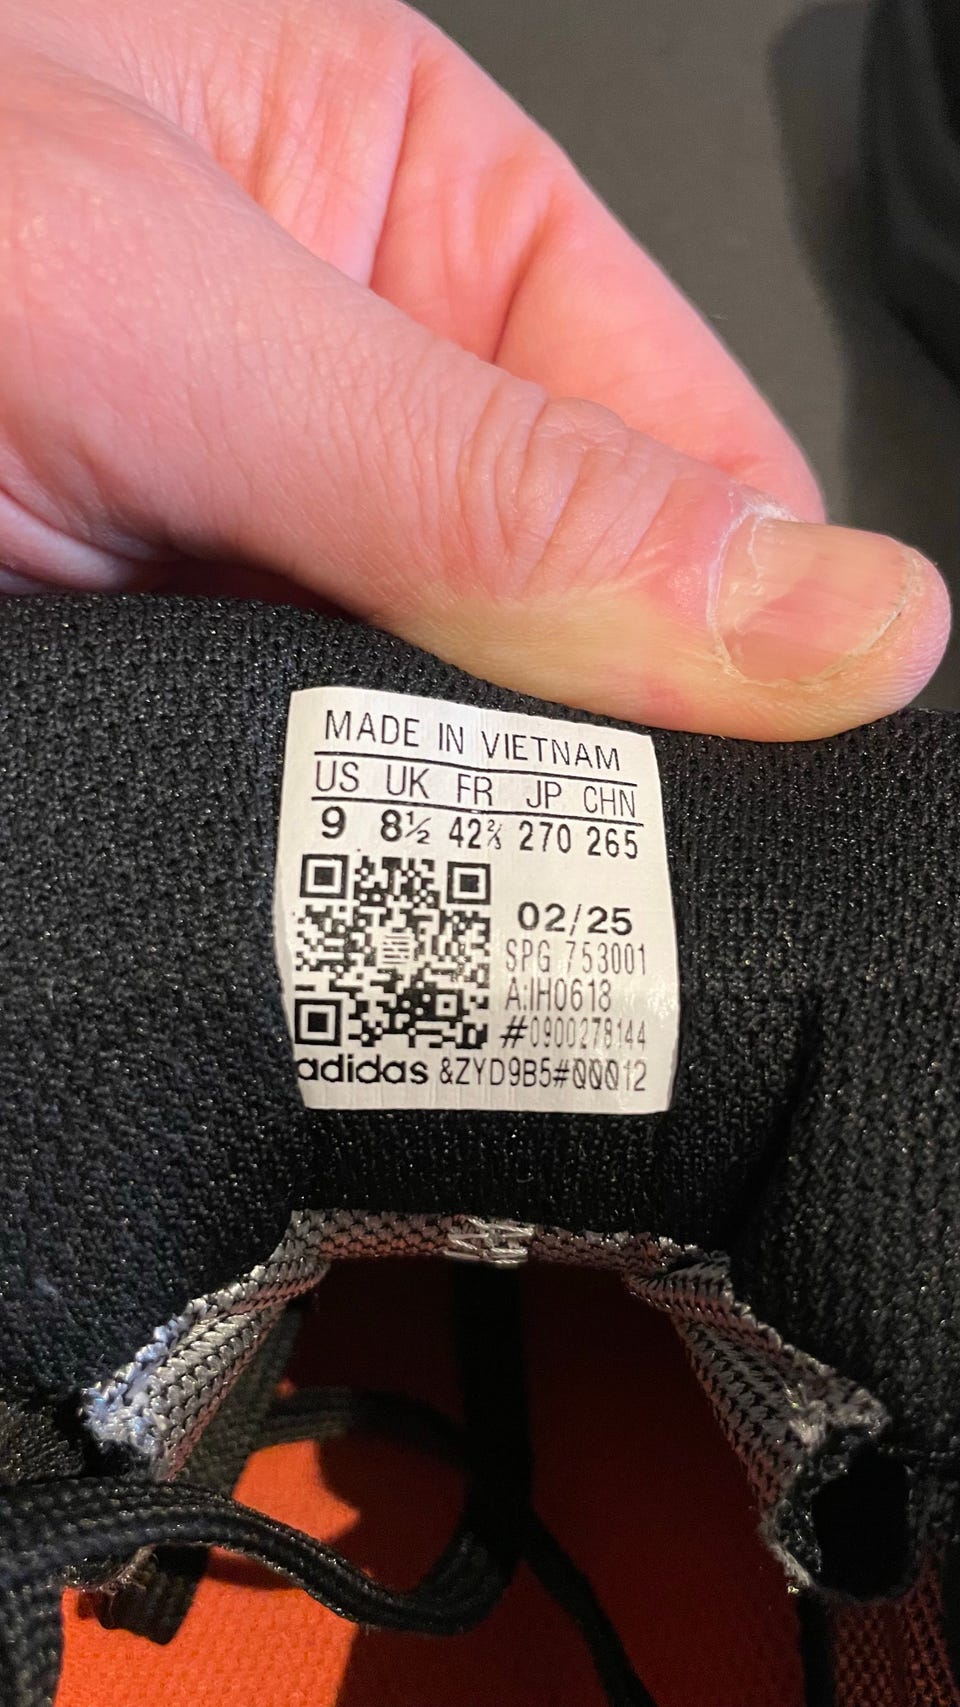 MADE IN VIETNAM
US UK FR JP CHN
9 8½ 42⅔ 270 265
02/25
SPG 753001
A:IH0618
#0900278144
adidas &ZYD9B5#00012